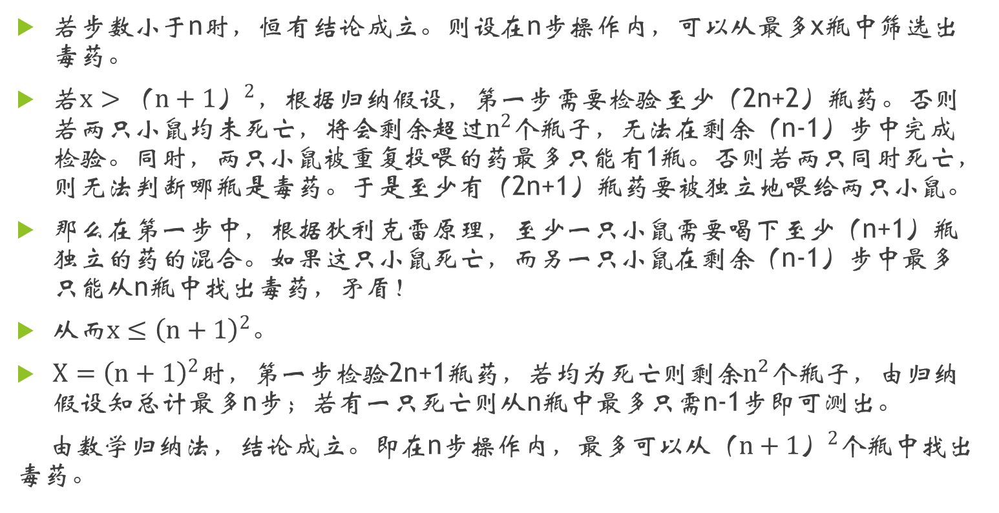 若步数小于n时，恒有结论成立。则设在n步操作内，可以从最多x瓶中筛选出
毒药。
若x >（n + 1）²，根据归纳假设，第一步需要检验至少（2n+2）瓶药。否则
若两只小鼠均未死亡，将会剩余超过n²个瓶子，无法在剩余（n-1）步中完成
检验。同时，两只小鼠被重复投喂的药最多只能有1瓶。否则若两只同时死亡，
则无法判断哪瓶是毒药。于是至少有（2n+1）瓶药要被独立地喂给两只小鼠。
那么在第一步中，根据狄利克雷原理，至少一只小鼠需要喝下至少（n+1）瓶
独立的药的混合。如果这只小鼠死亡，而另一只小鼠在剩余（n-1）步中最多
只能从n瓶中找出毒药，矛盾！
从而x ≤ (n + 1)²。
X = (n + 1)²时，第一步检验2n+1瓶药，若均为死亡则剩余n²个瓶子，由归纳
假设知总计最多n步；若有一只死亡则从n瓶中最多只需n-1步即可测出。
由数学归纳法，结论成立。即在n步操作内，最多可以从（n + 1）²个瓶中找出
毒药。